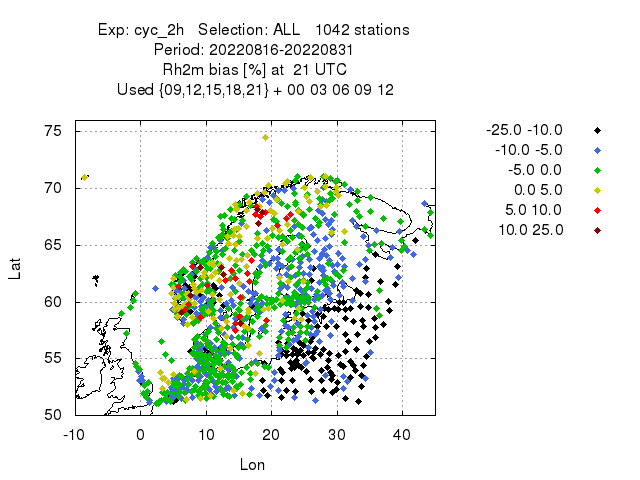 Exp: cyc_2h   Selection: ALL   1042 stations
Period: 20220816-20220831
Rh2m bias [%] at  21 UTC
Used {09,12,15,18,21} + 00 03 06 09 12
-25.0 -10.0
-10.0 -5.0
-5.0 0.0
0.0 5.0
5.0 10.0
10.0 25.0
75
70
65
60
55
50
Lat
-10 0 10 20 30 40
Lon